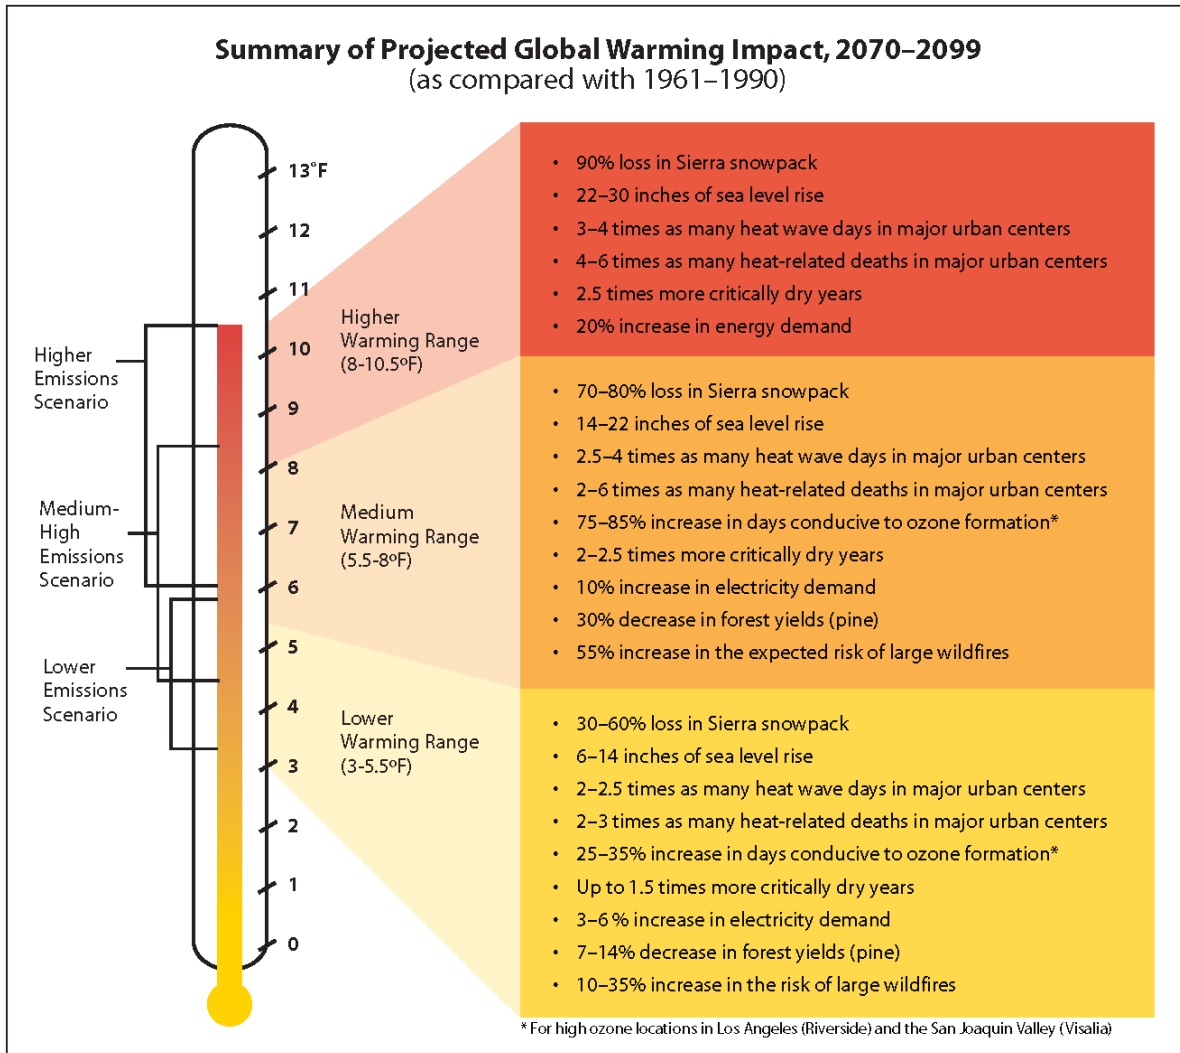 Summary of Projected Global Warming Impact, 2070–2099
(as compared with 1961–1990)
13°F
12
11
10
9
8
7
6
5
4
3
2
1
0
Higher
Emissions
Scenario
Medium-
High
Emissions
Scenario
Lower
Emissions
Scenario
Higher
Warming Range
(8-10.5ºF)
Medium
Warming Range
(5.5-8ºF)
Lower
Warming Range
(3-5.5ºF)
• 90% loss in Sierra snowpack
• 22–30 inches of sea level rise
• 3–4 times as many heat wave days in major urban centers
• 4–6 times as many heat-related deaths in major urban centers
• 2.5 times more critically dry years
• 20% increase in energy demand
• 70–80% loss in Sierra snowpack
• 14–22 inches of sea level rise
• 2.5–4 times as many heat wave days in major urban centers
• 2–6 times as many heat-related deaths in major urban centers
• 75–85% increase in days conducive to ozone formation*
• 2–2.5 times more critically dry years
• 10% increase in electricity demand
• 30% decrease in forest yields (pine)
• 55% increase in the expected risk of large wildfires
• 30–60% loss in Sierra snowpack
• 6–14 inches of sea level rise
• 2–2.5 times as many heat wave days in major urban centers
• 2–3 times as many heat-related deaths in major urban centers
• 25–35% increase in days conducive to ozone formation*
• Up to 1.5 times more critically dry years
• 3–6 % increase in electricity demand
• 7–14% decrease in forest yields (pine)
• 10–35% increase in the risk of large wildfires
* For high ozone locations in Los Angeles (Riverside) and the San Joaquin Valley (Visalia)